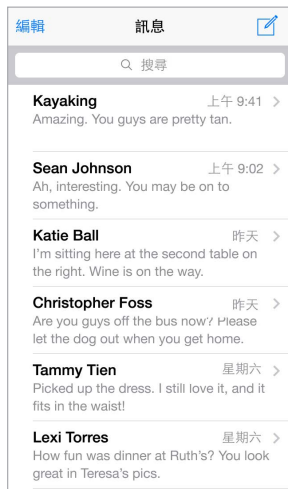 編輯 訊息
搜尋
Kayaking 上午 9:41
Amazing. You guys are pretty tan.
Sean Johnson 上午 9:02
Ah, interesting. You may be on to
something.
Katie Ball 昨天
I'm sitting here at the second table on
the right. Wine is on the way.
Christopher Foss 昨天
Are you guys off the bus now? Please
let the dog out when you get home.
Tammy Tien 星期六
Picked up the dress. I still love it, and it
fits in the waist!
Lexi Torres 星期六
How fun was dinner at Ruth's? You look
great in Teresa's pics.